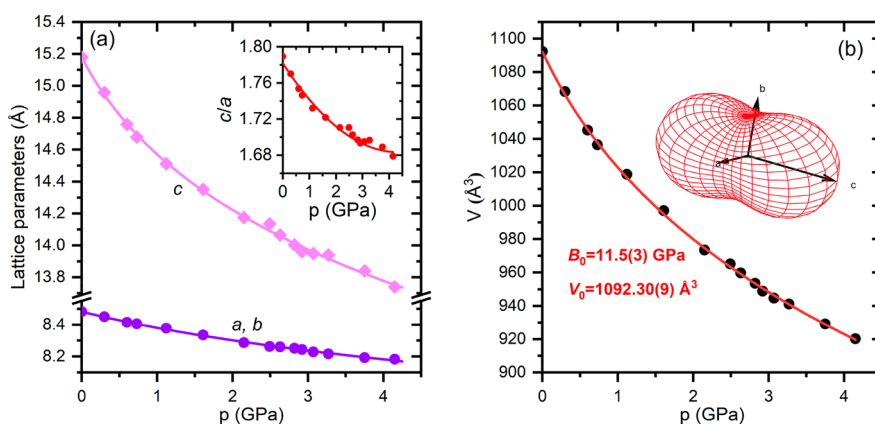 (a)
Lattice parameters (Å)
15.4
15.2
15.0
14.8
14.6
14.4
14.2
14.0
13.8
8.4
8.2
c
a, b
0
1
2
3
4
p (GPa)
c/a
1.80
1.76
1.72
1.68
0
1
2
3
4
p (GPa)
(b)
V (Å³)
1100
1080
1060
1040
1020
1000
980
960
940
920
900
b
a
c
B₀=11.5(3) GPa
V₀=1092.30(9) Å³
0
1
2
3
4
p (GPa)